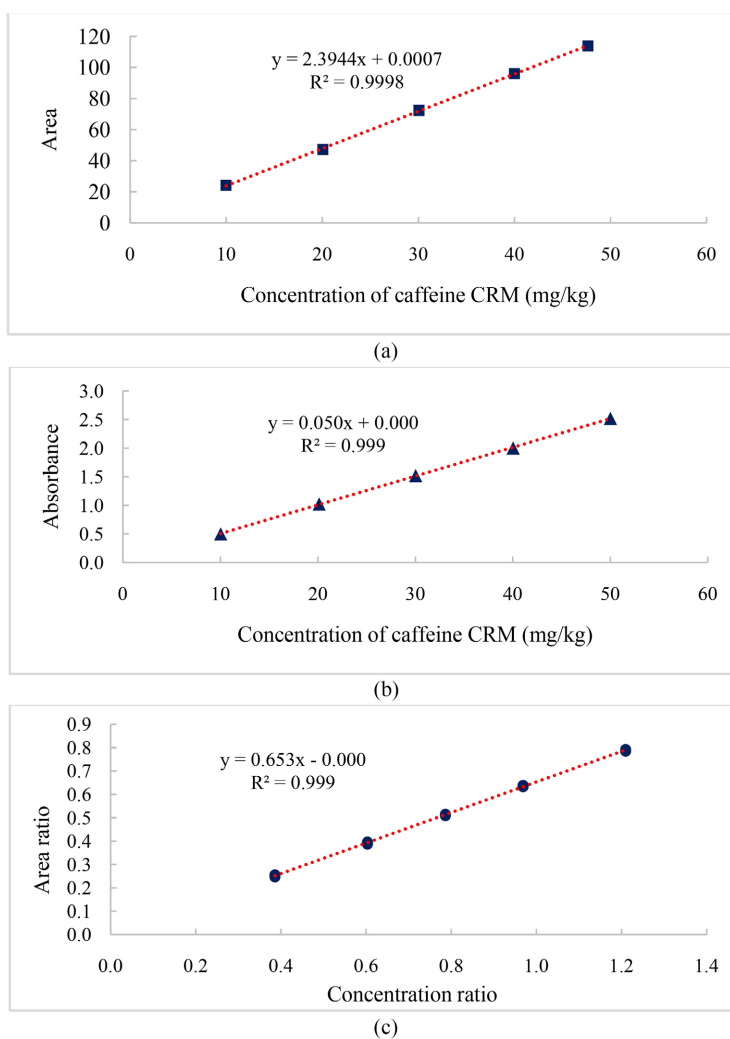 120
100
80
60
40
20
0
Area
y = 2.3944x + 0.0007
R² = 0.9998
0 10 20 30 40 50 60
Concentration of caffeine CRM (mg/kg)
(a)
3.0
2.5
2.0
1.5
1.0
0.5
0.0
Absorbance
y = 0.050x + 0.000
R² = 0.999
0 10 20 30 40 50 60
Concentration of caffeine CRM (mg/kg)
(b)
0.9
0.8
0.7
0.6
0.5
0.4
0.3
0.2
0.1
0.0
Area ratio
y = 0.653x - 0.000
R² = 0.999
0.0 0.2 0.4 0.6 0.8 1.0 1.2 1.4
Concentration ratio
(c)